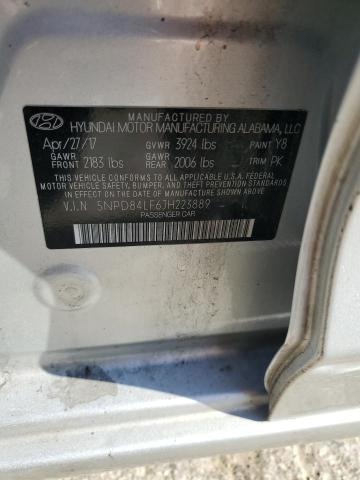 MANUFACTURED BY
HYUNDAI MOTOR MANUFACTURING ALABAMA, LLC
Apr/27/17 GVWR 3924 lbs PAINT Y8
GAWR FRONT 2183 lbs GAWR REAR 2006 lbs TRIM PK
THIS VEHICLE CONFORMS TO ALL APPLICABLE U.S.A. FEDERAL
MOTOR VEHICLE SAFETY, BUMPER, AND THEFT PREVENTION STANDARDS
IN EFFECT ON THE DATE OF MANUFACTURE SHOWN ABOVE.
V.I.N 5NPD84LF6JH223889
PASSENGER CAR